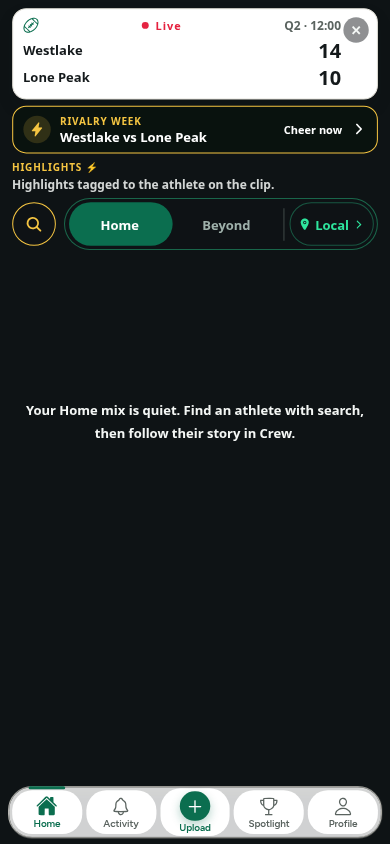 Live
Q2 · 12:00
Westlake 14
Lone Peak 10
RIVALRY WEEK
Westlake vs Lone Peak
Cheer now
HIGHLIGHTS ⚡
Highlights tagged to the athlete on the clip.
Home
Beyond
Local
Your Home mix is quiet. Find an athlete with search,
then follow their story in Crew.
Home
Activity
Upload
Spotlight
Profile